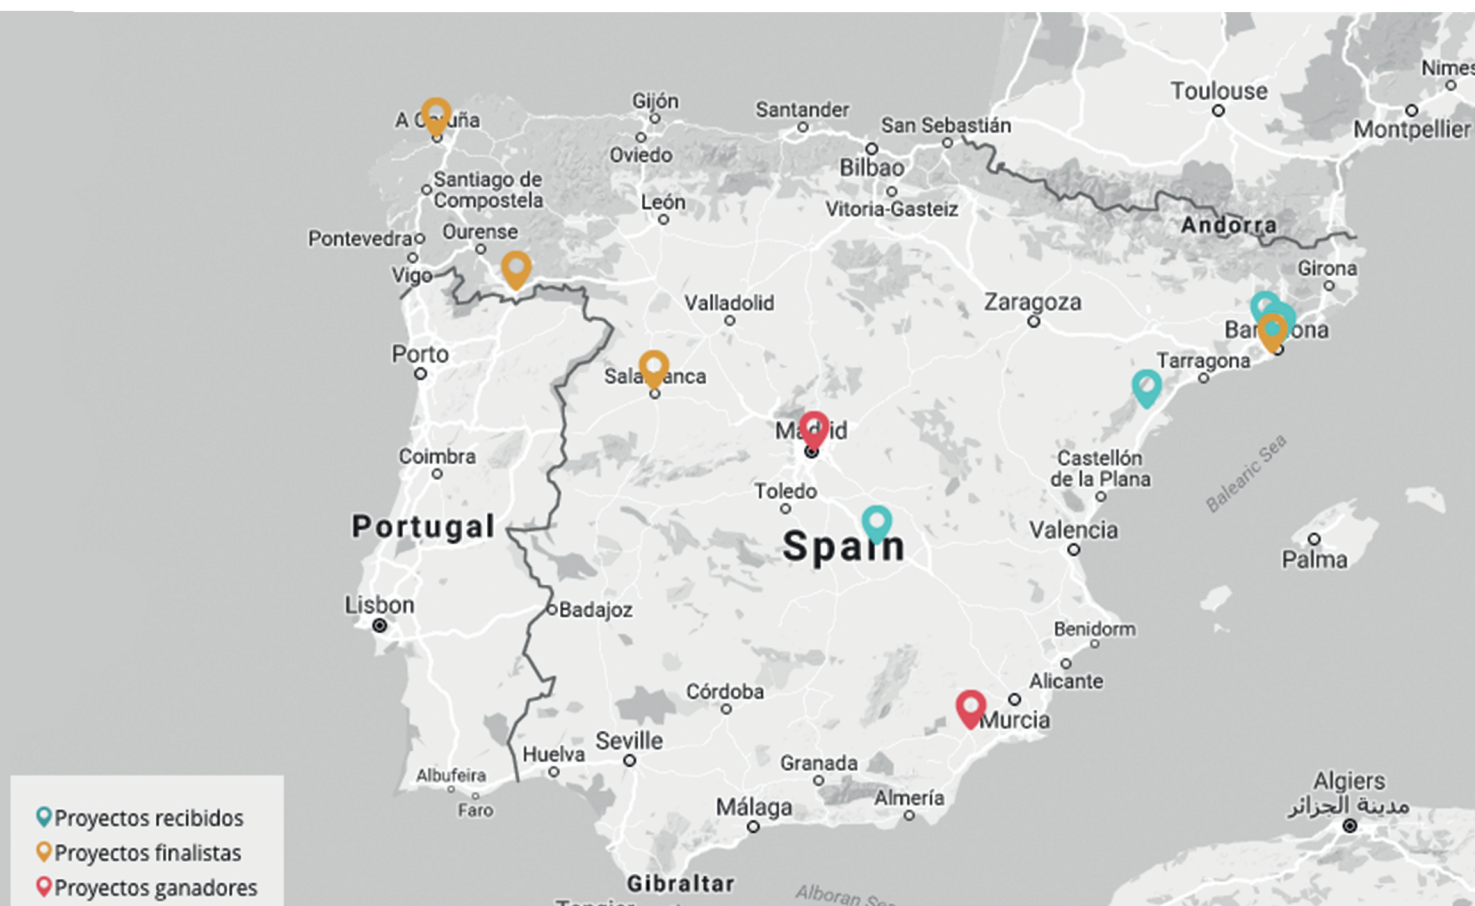 Toulouse
Nimes
Montpellier
A Coruña
Gijón
Oviedo
Santander
San Sebastián
Bilbao
Vitoria-Gasteiz
Santiago de
Compostela
León
Pontevedra
Ourense
Vigo
Andorra
Girona
Valladolid
Zaragoza
Barcelona
Tarragona
Porto
Salamanca
Madrid
Coimbra
Toledo
Castellón
de la Plana
Balearic Sea
Portugal
Spain
Valencia
Palma
Lisbon
Badajoz
Benidorm
Alicante
Córdoba
Murcia
Seville
Huelva
Granada
Albufeira
Faro
Málaga
Almería
Algiers
مدينة الجزائر
Gibraltar
Alboran Sea
Proyectos recibidos
Proyectos finalistas
Proyectos ganadores